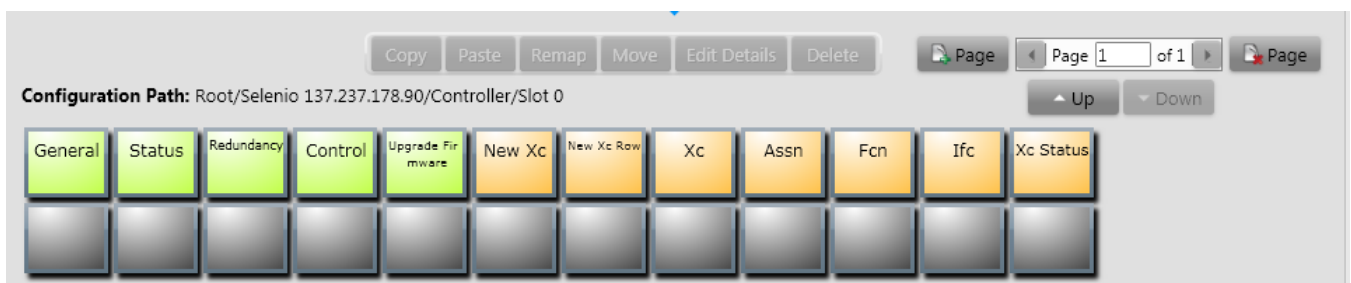 Copy Paste Remap Move Edit Details Delete Page Page 1 of 1 Page
Configuration Path: Root/Selenio 137.237.178.90/Controller/Slot 0 Up Down
General Status Redundancy Control Upgrade Fir New Xc New Xc Row Xc Assn Fcn Ifc Xc Status
mware